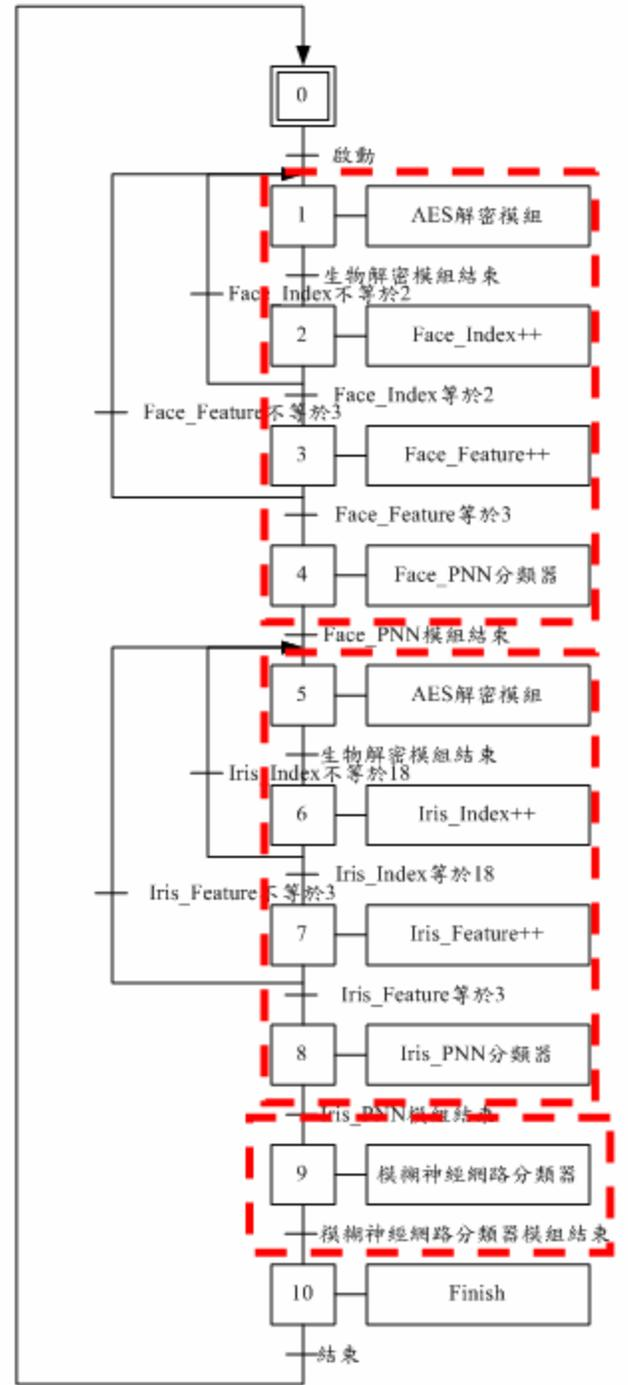 0
啟動
1 AES解密模組
生物解密模組結束
Face_Index不等於2
2 Face_Index++
Face_Index等於2
Face_Feature不等於3
3 Face_Feature++
Face_Feature等於3
4 Face_PNN分類器
Face_PNN模組結束
5 AES解密模組
生物解密模組結束
Iris_Index不等於18
6 Iris_Index++
Iris_Index等於18
Iris_Feature不等於3
7 Iris_Feature++
Iris_Feature等於3
8 Iris_PNN分類器
Iris_PNN模組結束
9 模糊神經網路分類器
模糊神經網路分類器模組結束
10 Finish
結束